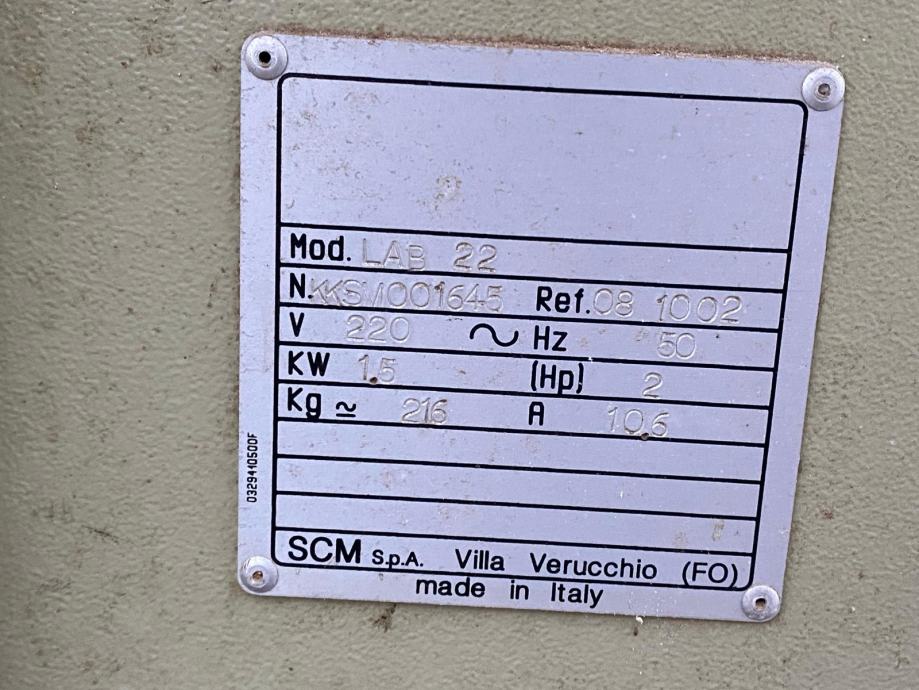 Mod. LAB 22
N. KKSM001645 Ref. 08 1002
V 220 ~ Hz 50
KW 1.5 (Hp) 2
Kg ≃ 216 A 10.6
0329440500F
SCM S.p.A. Villa Verucchio (FO)
made in Italy